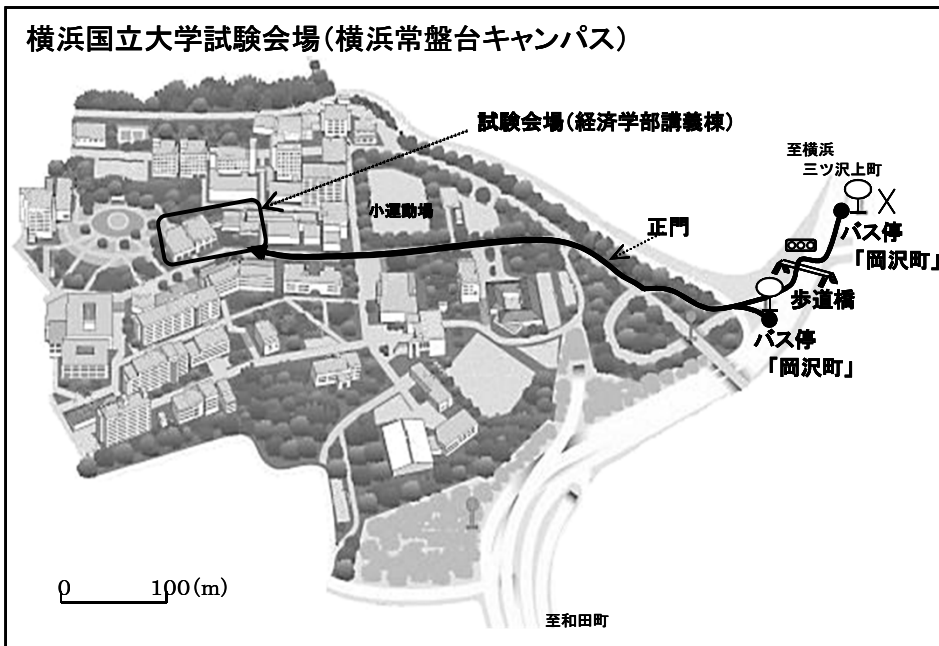 横浜国立大学試験会場（横浜常盤台キャンパス）
試験会場（経済学部講義棟）
至横浜
三ツ沢上町
小運動場
正門
バス停
「岡沢町」
歩道橋
バス停
「岡沢町」
0 100(m)
至和田町